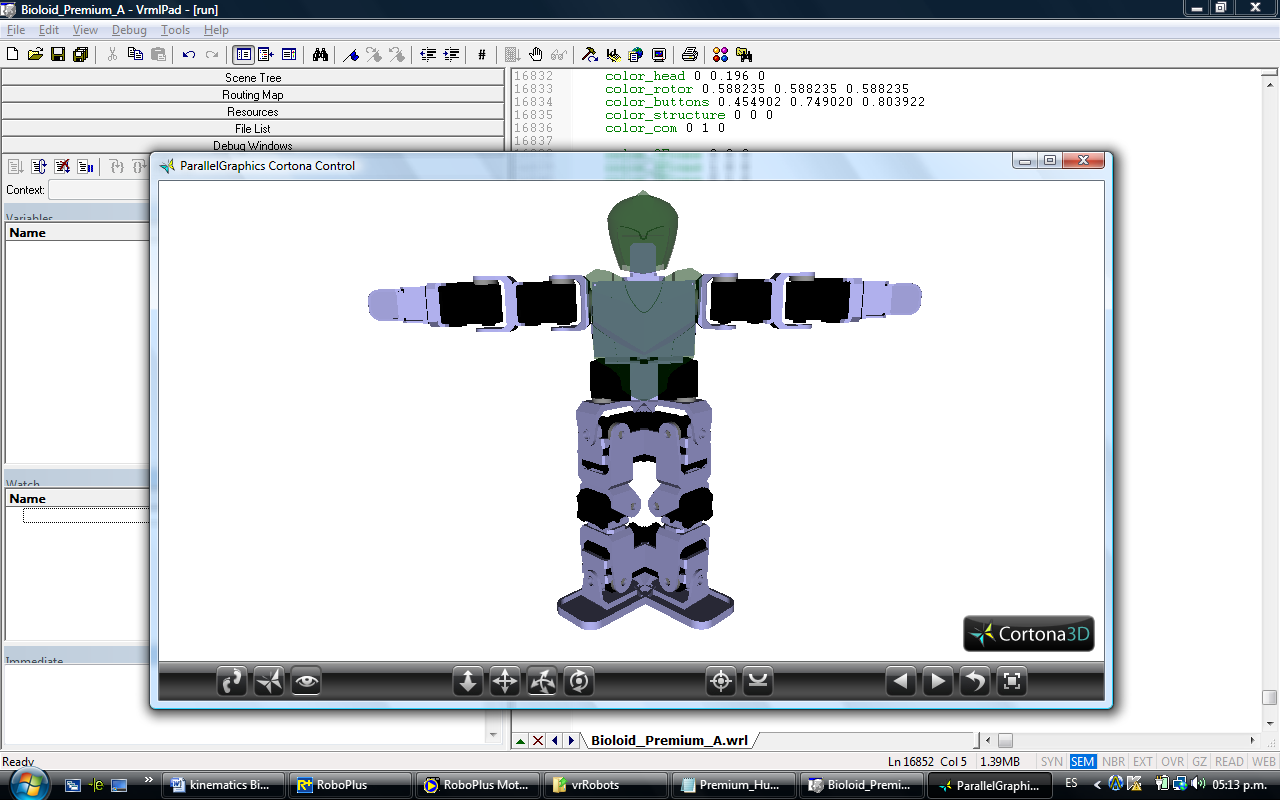 Bioloid_Premium_A - VrmlPad - [run]
File Edit View Debug Tools Help
Scene Tree
Routing Map
Resources
File List
Debug Windows
Context:
Variables
Name
Watch
Name
Immediate
16832 color_head 0 0.196 0
16833 color_rotor 0.588235 0.588235 0.588235
16834 color_buttons 0.454902 0.749020 0.803922
16835 color_structure 0 0 0
16836 color_com 0 1 0
16837
ParallelGraphics Cortona Control
Cortona3D
Bioloid_Premium_A.wrl
Ready
Ln 16852 Col 5 1.39MB SYN SEM NBR EXT OVR GZ READ WEB
» kinematics Bi... RoboPlus RoboPlus Mot... vrRobots Premium_Hu... Bioloid_Premi... ParallelGraphi... ES < 05:13 p.m.